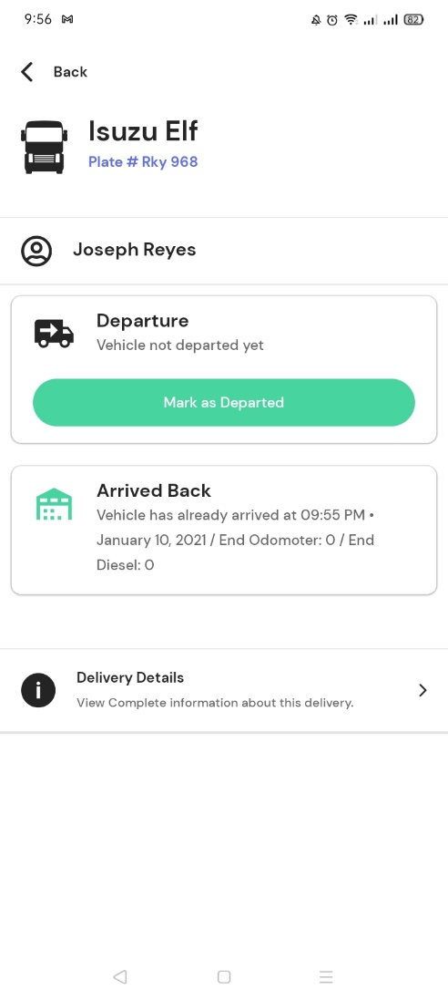 9:56
82
Back
Isuzu Elf
Plate # Rky 968
Joseph Reyes
Departure
Vehicle not departed yet
Mark as Departed
Arrived Back
Vehicle has already arrived at 09:55 PM •
January 10, 2021 / End Odomoter: 0 / End
Diesel: 0
Delivery Details
View Complete information about this delivery.